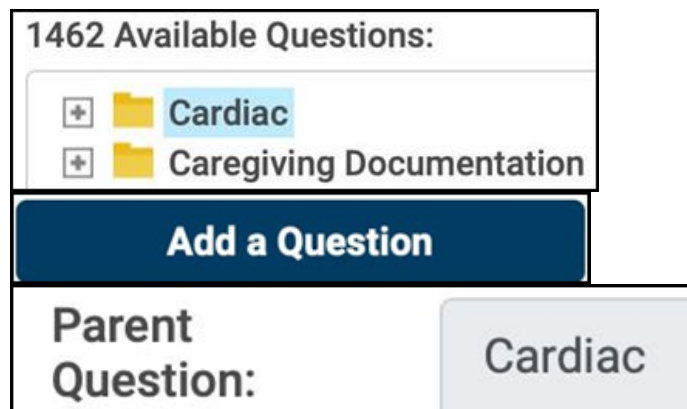 1462 Available Questions:
Cardiac
Caregiving Documentation
Add a Question
Parent
Question:
Cardiac